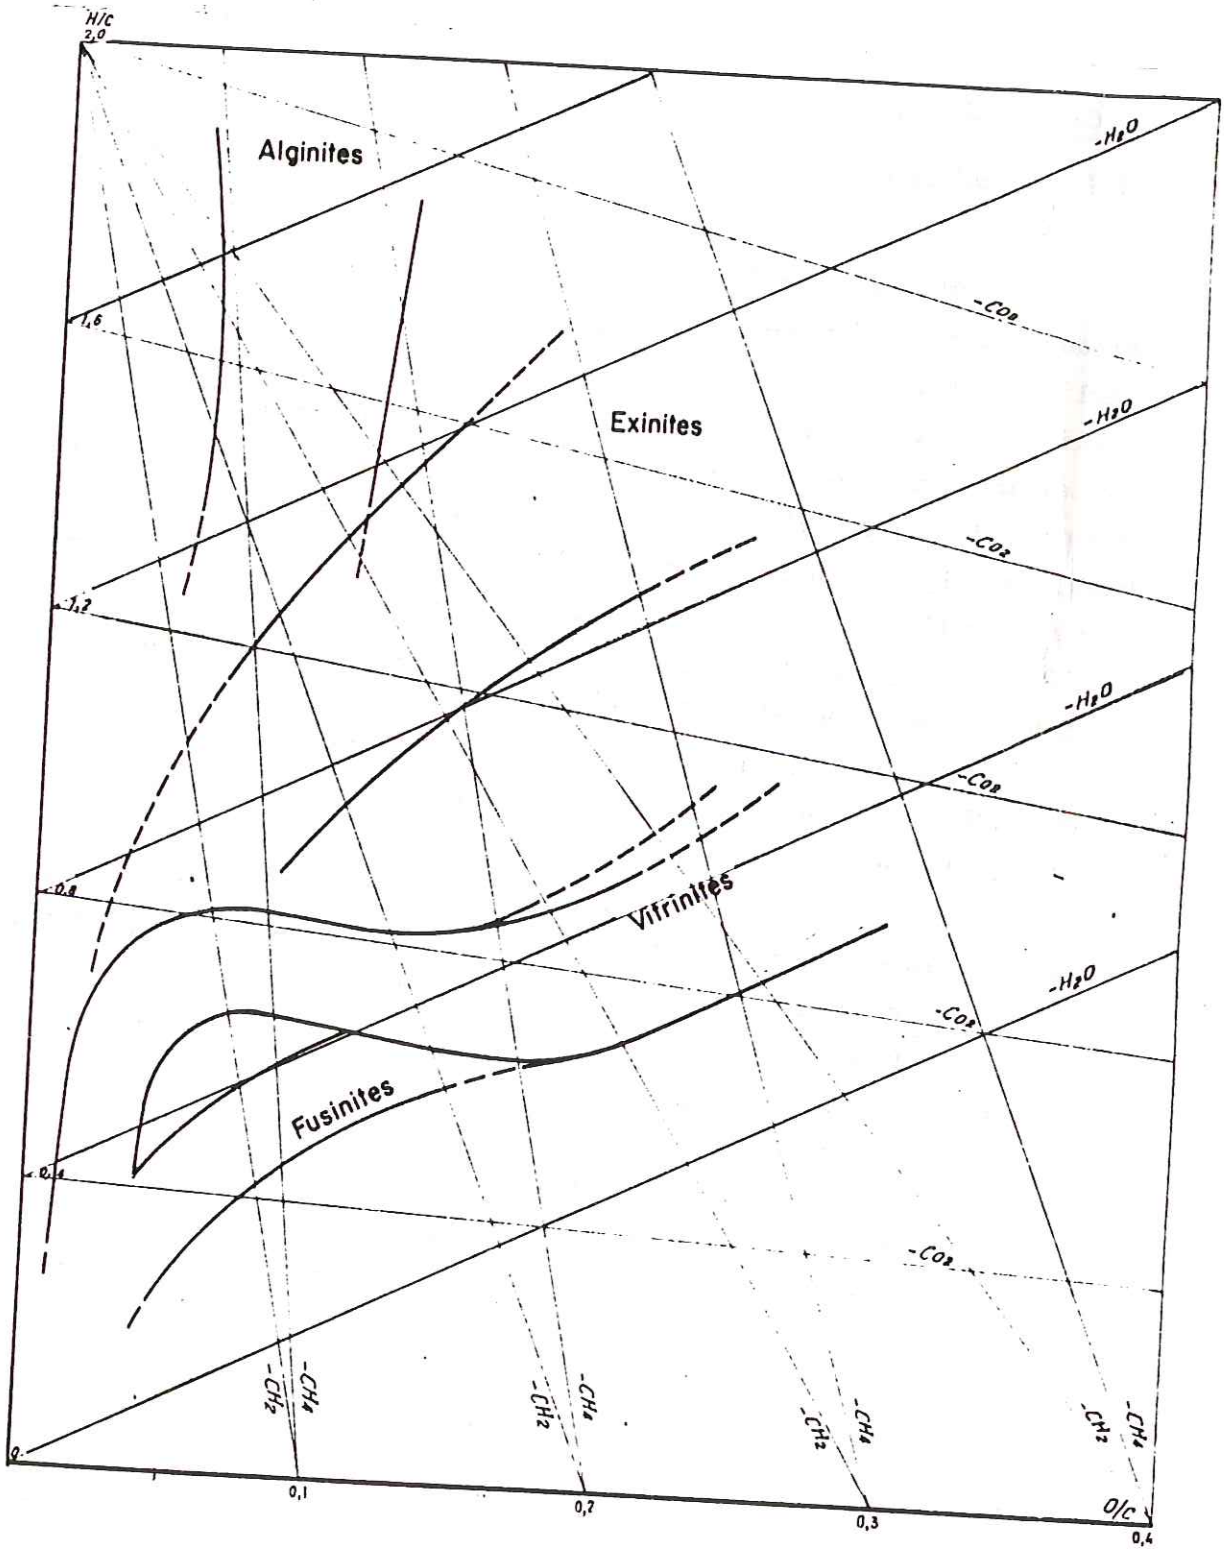 H/C
2,0
Alginites
-H2O
-CO2
1,6
-H2O
Exinites
-CO2
1,2
-H2O
-CO2
0,8
Vitrinites
-H2O
-CO2
0,4
Fusinites
-CO2
-CH2
-CH4
-CH2
-CH4
-CH2
-CH4
-CH2
-CH4
0
0,1
0,2
0,3
O/C
0,4